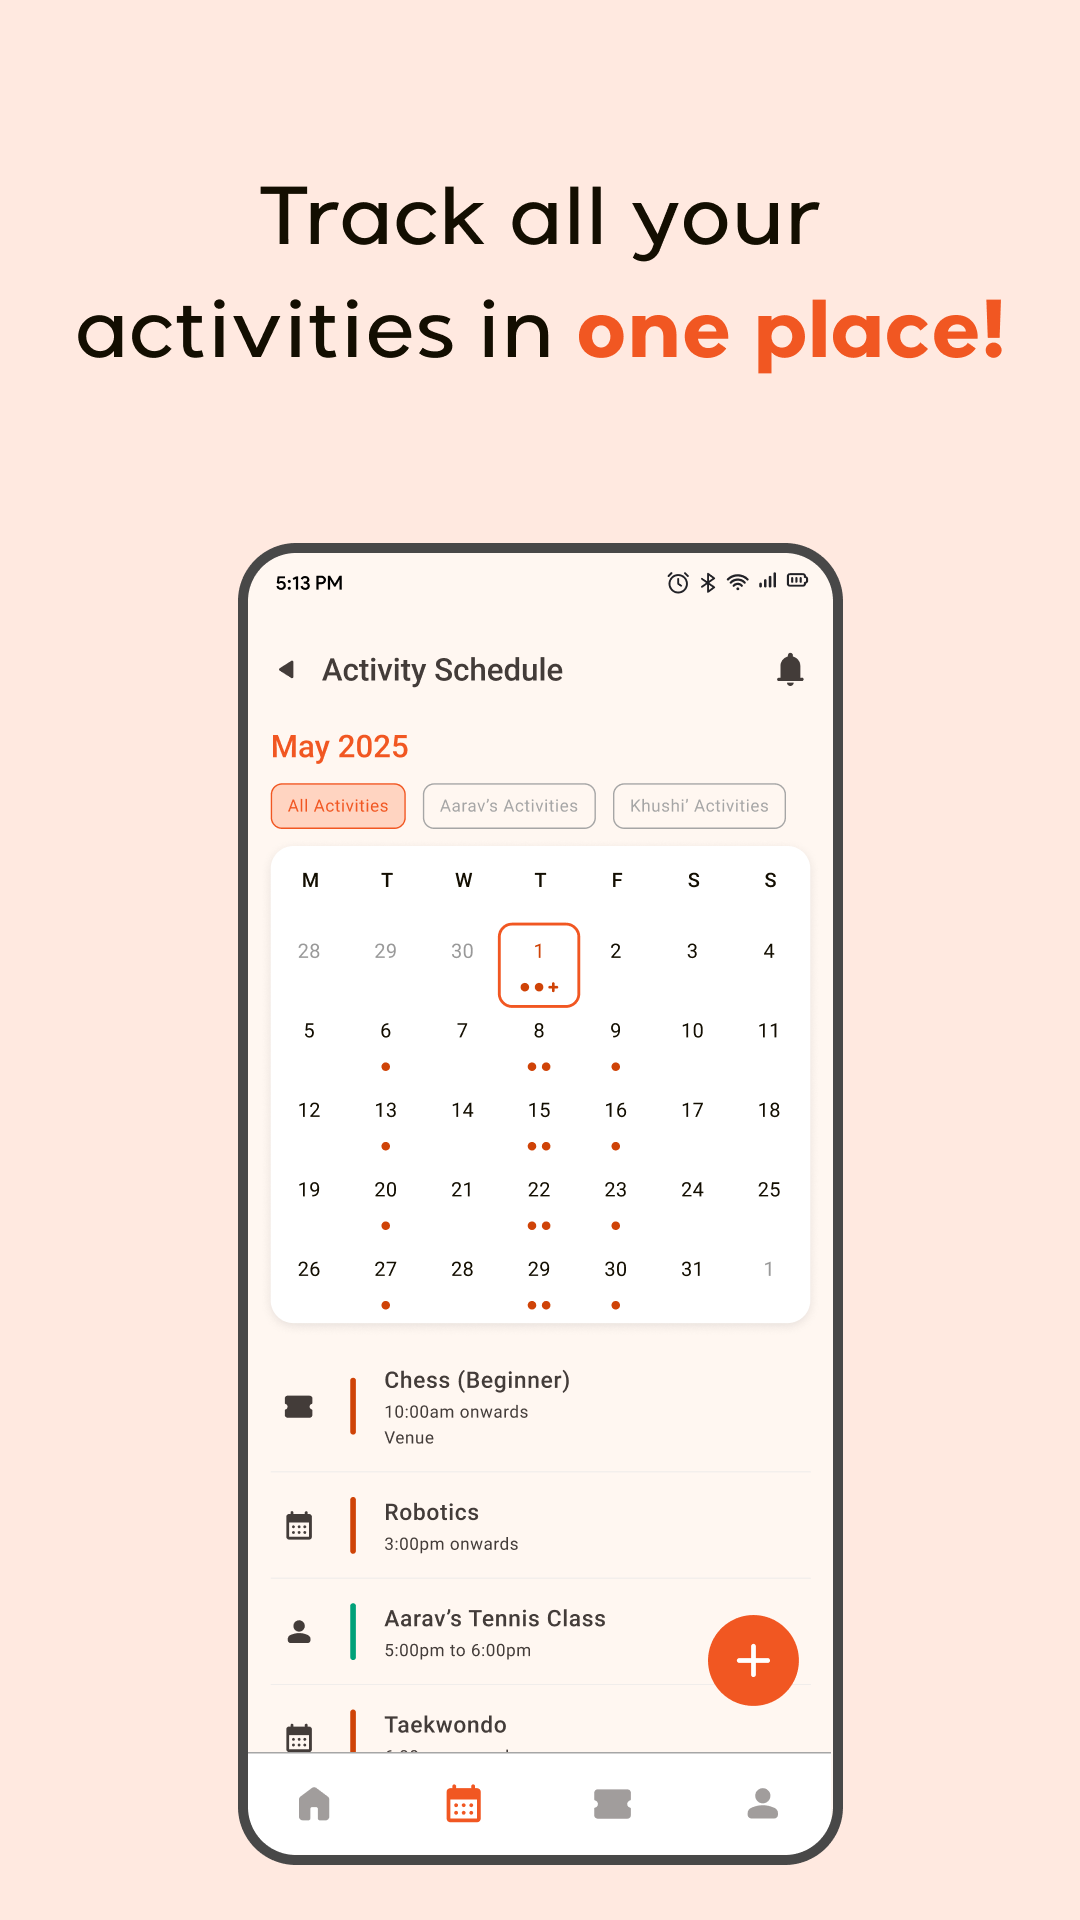 Track all your
activities in one place!
5:13 PM
Activity Schedule
May 2025
All Activities Aarav’s Activities Khushi’ Activities
M T W T F S S
28 29 30 1 2 3 4
5 6 7 8 9 10 11
12 13 14 15 16 17 18
19 20 21 22 23 24 25
26 27 28 29 30 31 1
Chess (Beginner)
10:00am onwards
Venue
Robotics
3:00pm onwards
Aarav’s Tennis Class
5:00pm to 6:00pm
Taekwondo